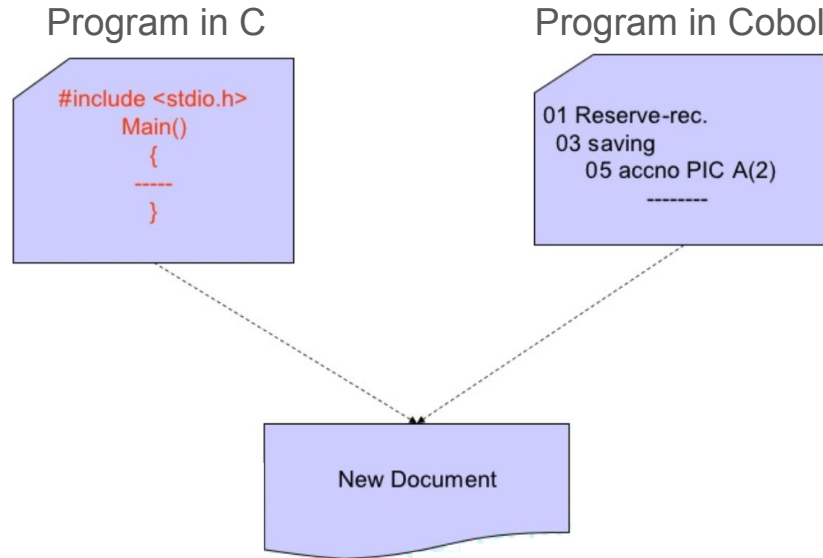 Program in C
Program in Cobol
#include <stdio.h>
Main()
{
-----
}
01 Reserve-rec.
03 saving
05 accno PIC A(2)
--------
New Document